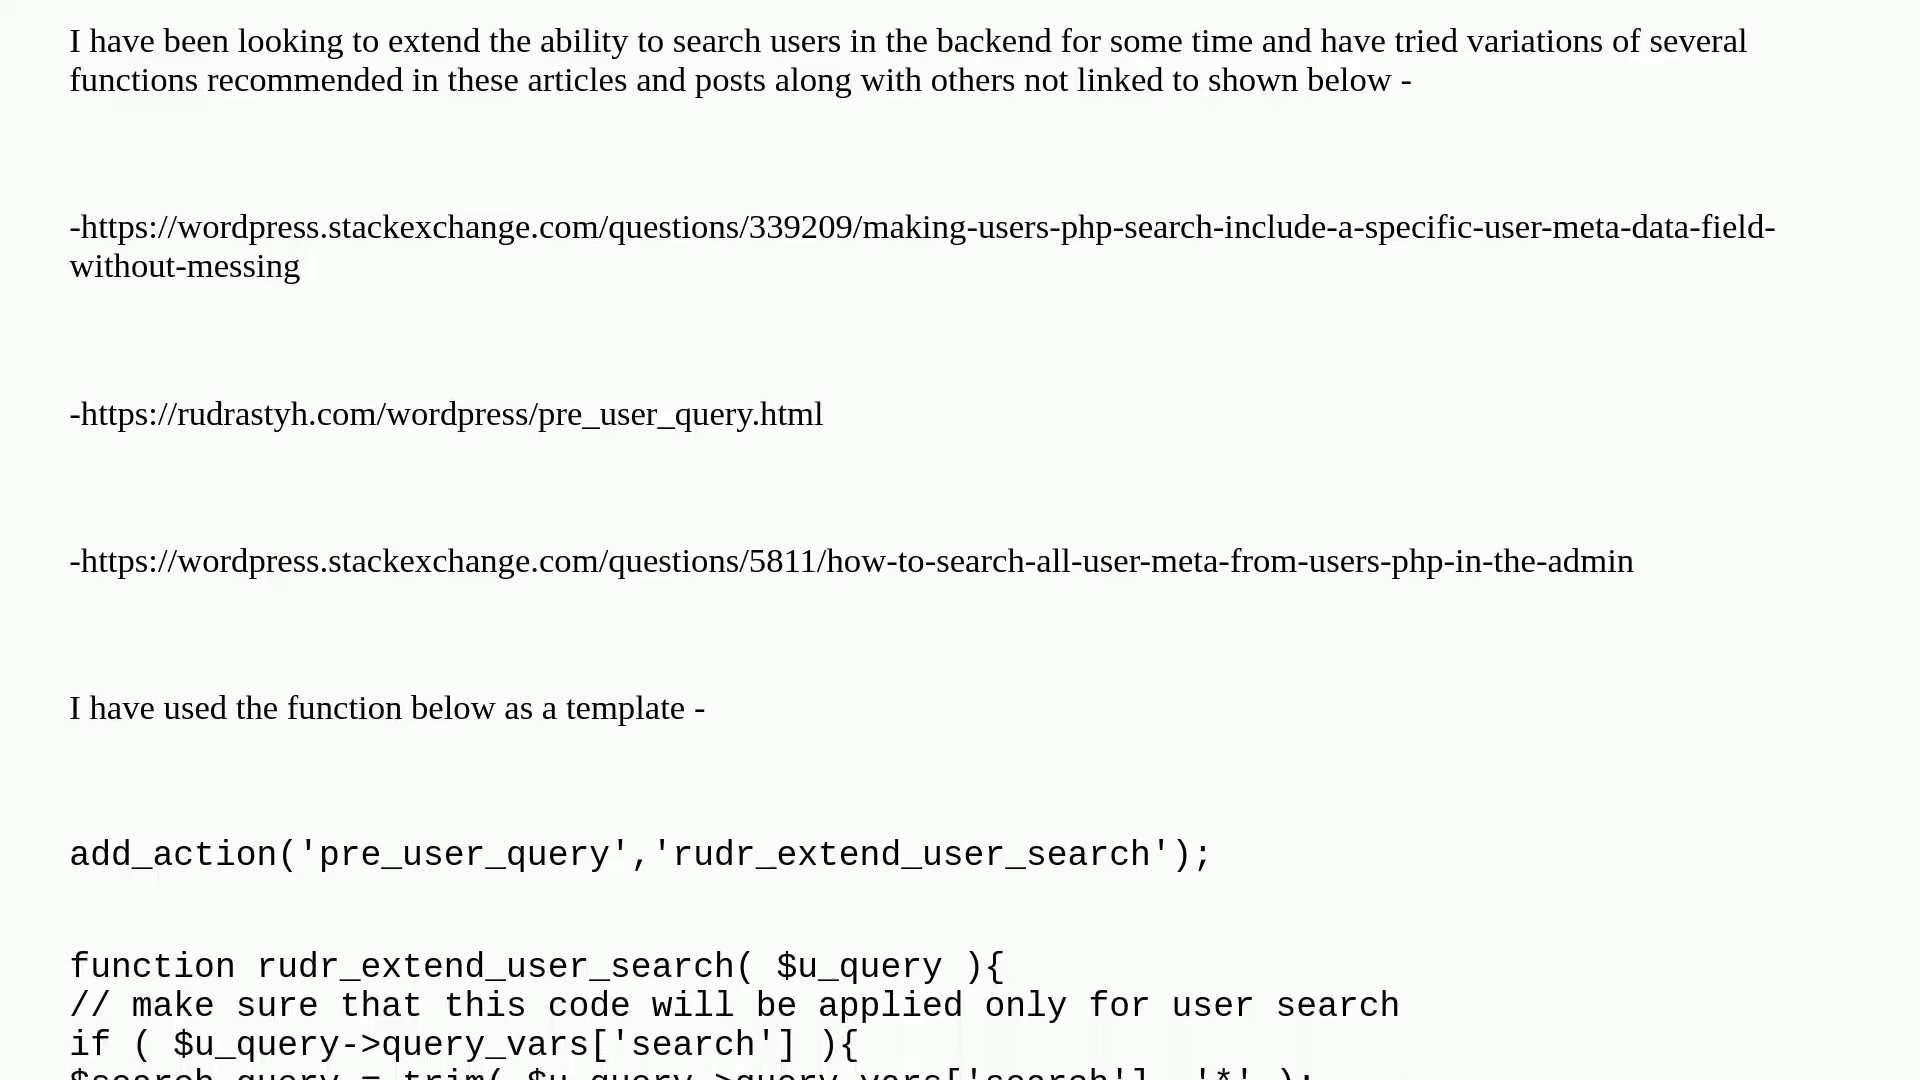 I have been looking to extend the ability to search users in the backend for some time and have tried variations of several
functions recommended in these articles and posts along with others not linked to shown below -
-https://wordpress.stackexchange.com/questions/339209/making-users-php-search-include-a-specific-user-meta-data-field-
without-messing
-https://rudrastyh.com/wordpress/pre_user_query.html
-https://wordpress.stackexchange.com/questions/5811/how-to-search-all-user-meta-from-users-php-in-the-admin
I have used the function below as a template -
add_action('pre_user_query','rudr_extend_user_search');
function rudr_extend_user_search( $u_query ){
// make sure that this code will be applied only for user search
if ( $u_query->query_vars['search'] ){
$search_query = trim( $u_query->query_vars['search'], '*' );